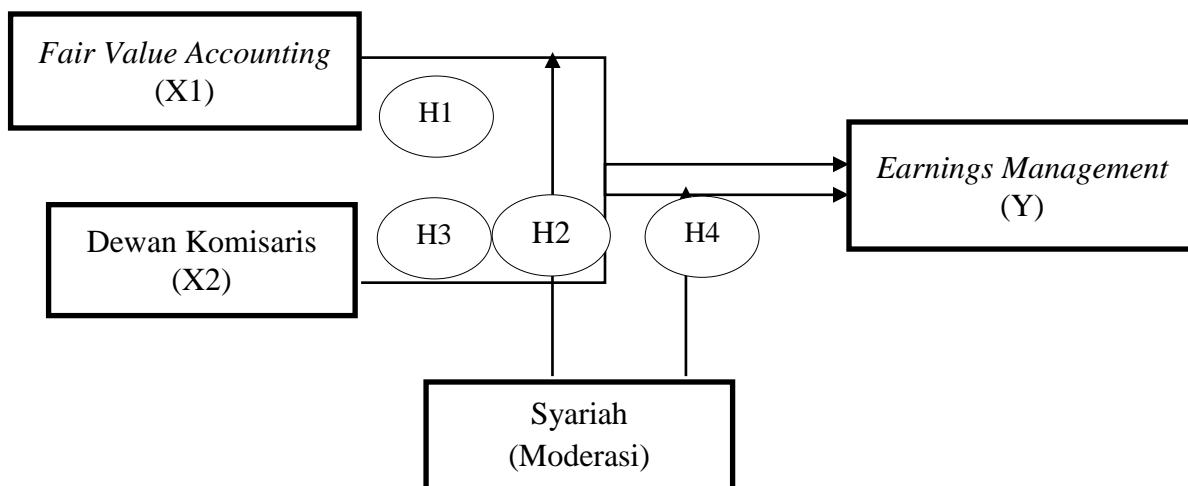 Fair Value Accounting
(X1)
H1
Earnings Management
(Y)
Dewan Komisaris
(X2)
H3
H2
H4
Syariah
(Moderasi)